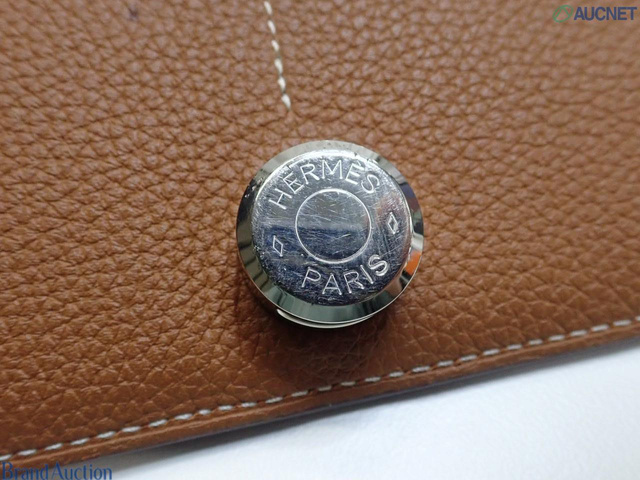 AUCNET
HERMES
PARIS
Brand Auction